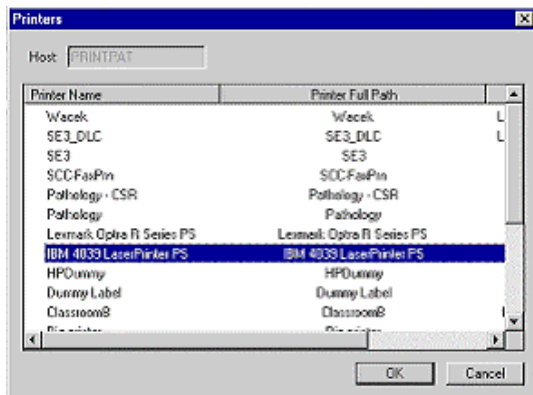 Printers
Host PRINTPAT
Printer Name Printer Full Path
Wacek Wacek L
SE3_DLC SE3_DLC L
SE3 SE3
SCC-FaxPrn SCC-FaxPrn
Pathology - CSR Pathology - CSR
Pathology Pathology
Lexmark Optra R Series PS Lexmark Optra R Series PS
IBM 4039 LaserPrinter PS IBM 4039 LaserPrinter PS
HPDummy HPDummy
Dummy Label Dummy Label
ClassroomB ClassroomB
OK Cancel